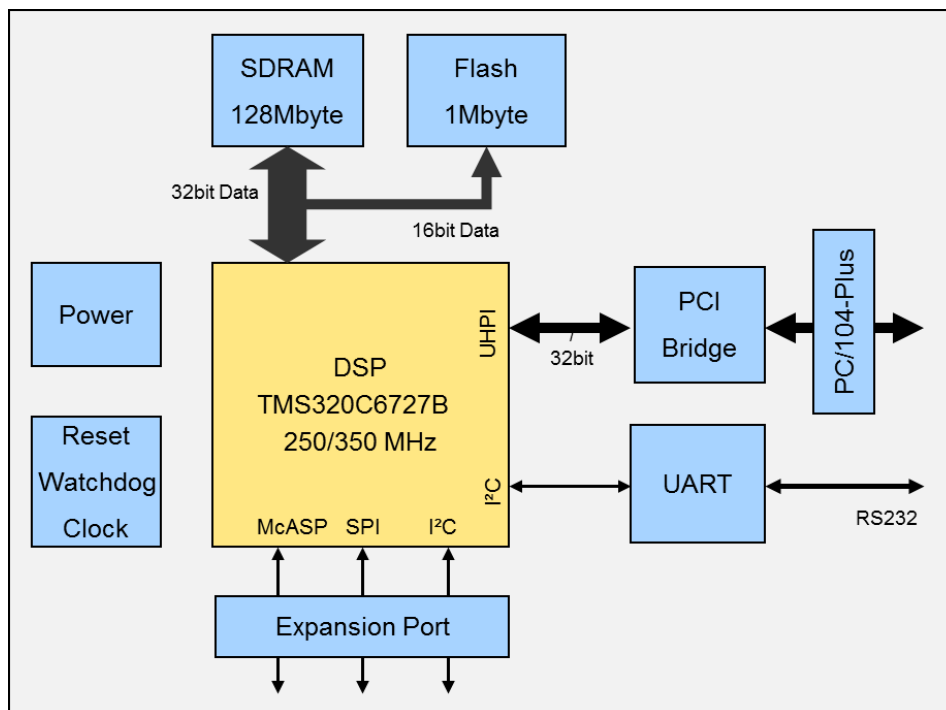 SDRAM
128Mbyte
Flash
1Mbyte
32bit Data
16bit Data
Power
Reset
Watchdog
Clock
DSP
TMS320C6727B
250/350 MHz
UHPI
I²C
McASP
SPI
I²C
32bit
PCI
Bridge
PC/104-Plus
UART
RS232
Expansion Port